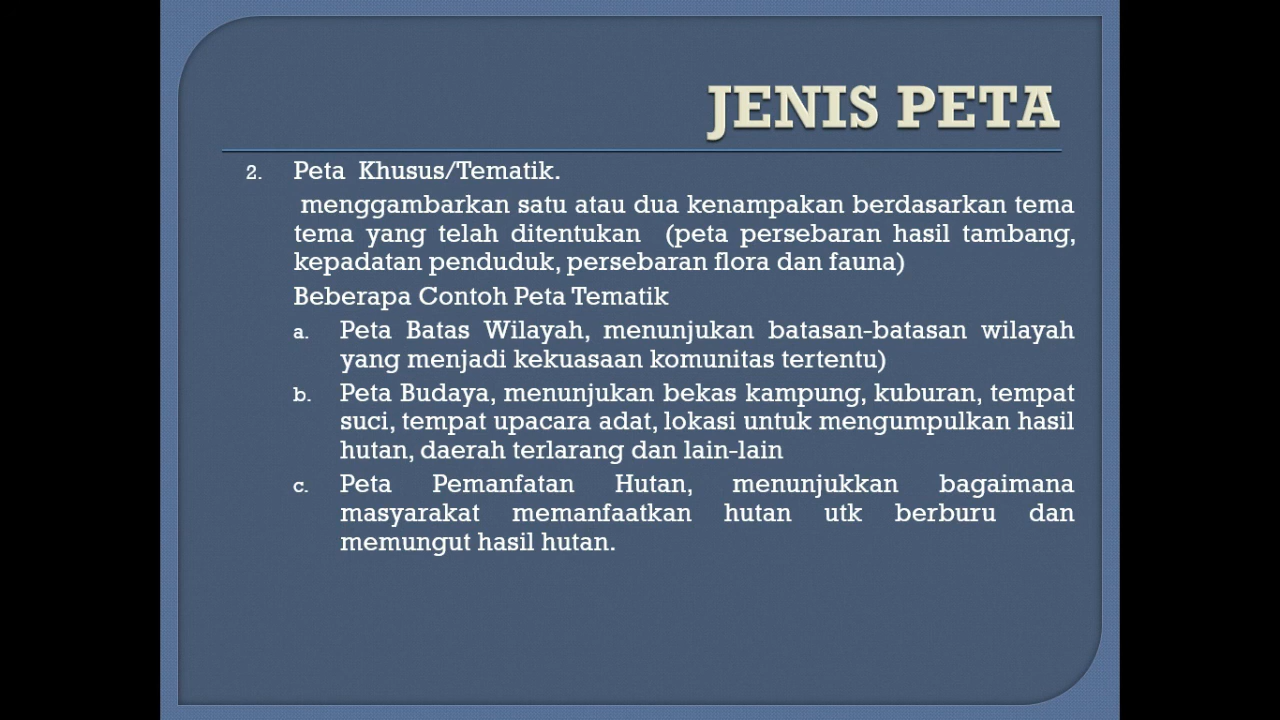 JENIS PETA
2. Peta Khusus/Tematik.
menggambarkan satu atau dua kenampakan berdasarkan tema
tema yang telah ditentukan (peta persebaran hasil tambang,
kepadatan penduduk, persebaran flora dan fauna)
Beberapa Contoh Peta Tematik
a. Peta Batas Wilayah, menunjukan batasan-batasan wilayah
yang menjadi kekuasaan komunitas tertentu)
b. Peta Budaya, menunjukan bekas kampung, kuburan, tempat
suci, tempat upacara adat, lokasi untuk mengumpulkan hasil
hutan, daerah terlarang dan lain-lain
c. Peta Pemanfatan Hutan, menunjukkan bagaimana
masyarakat memanfaatkan hutan utk berburu dan
memungut hasil hutan.